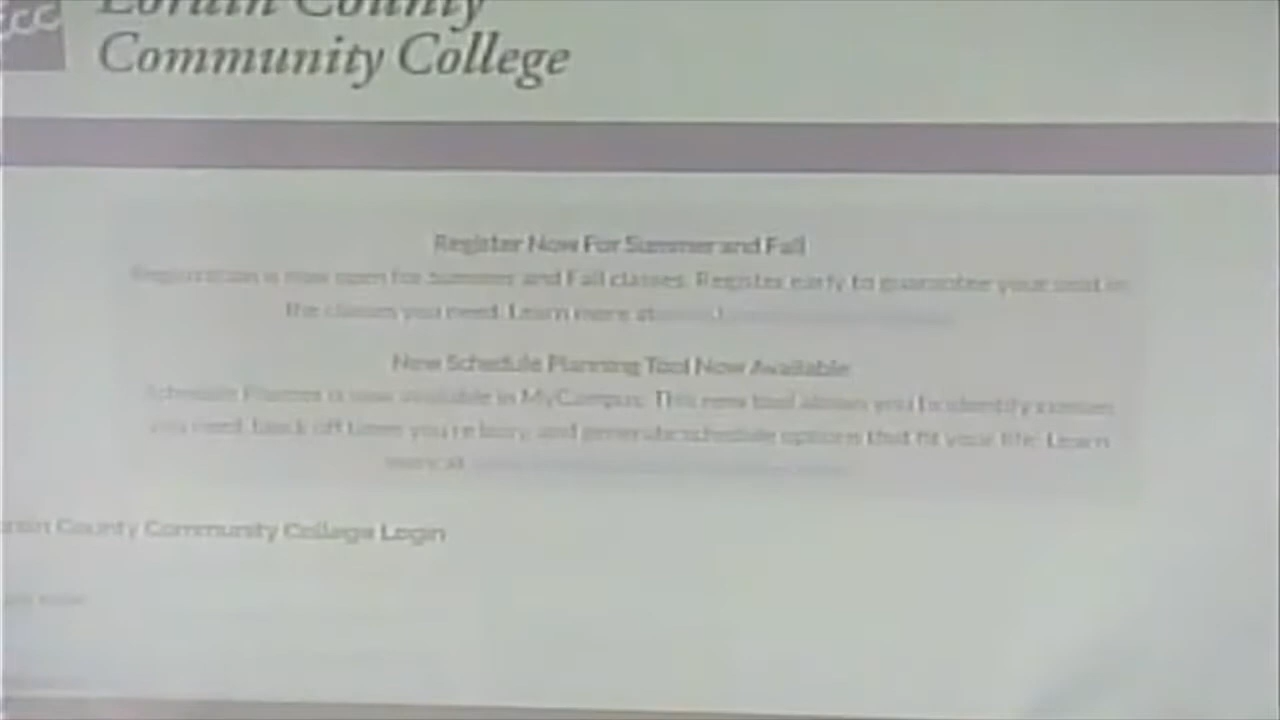 CC
Lorain County
Community College
Register Now For Summer and Fall
Registration is now open for Summer and Fall classes. Register early to guarantee your seat in
the classes you need. Learn more at
New Schedule Planning Tool Now Available
Schedule Planner is now available in MyCampus. This new tool allows you to identify courses
you need, block off times you're busy, and generate schedule options that fit your life. Learn
more at
County Community College Login